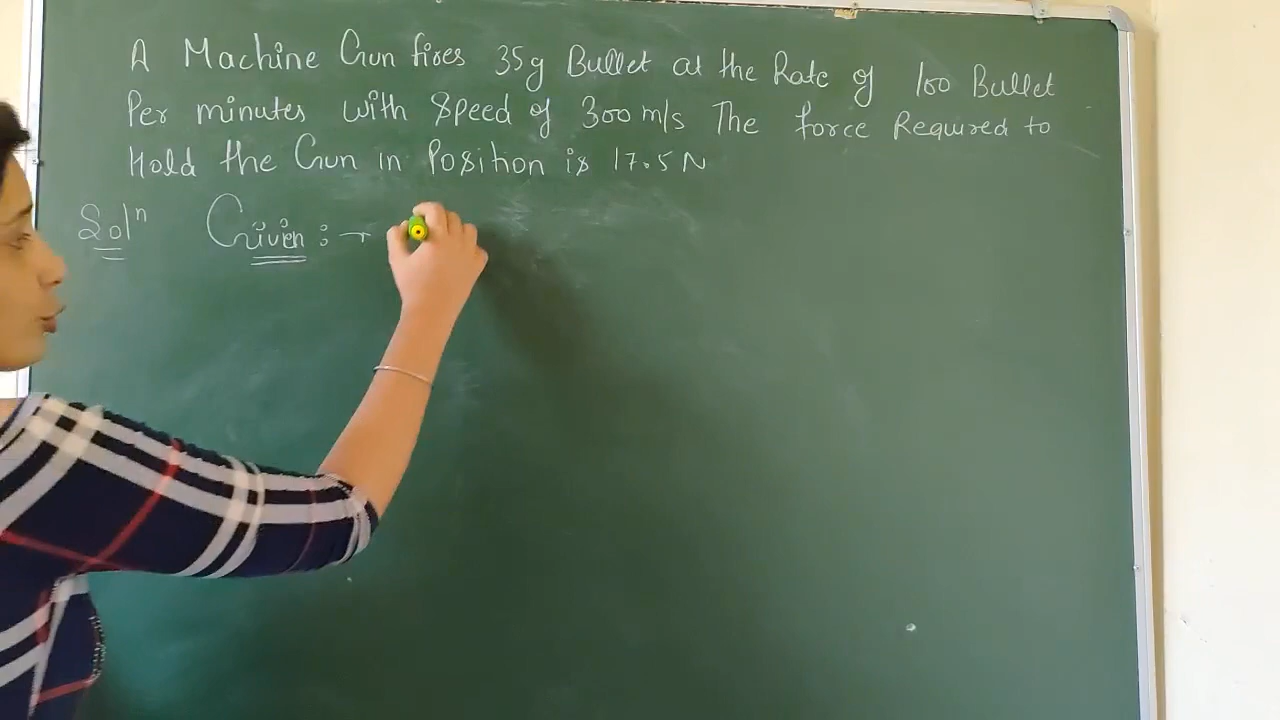 A Machine Gun fires 35g Bullet at the Rate of 100 Bullet
Per minutes with Speed of 300 m/s The force Required to
Hold the Gun in Position is 17.5 N
Solⁿ Given :-